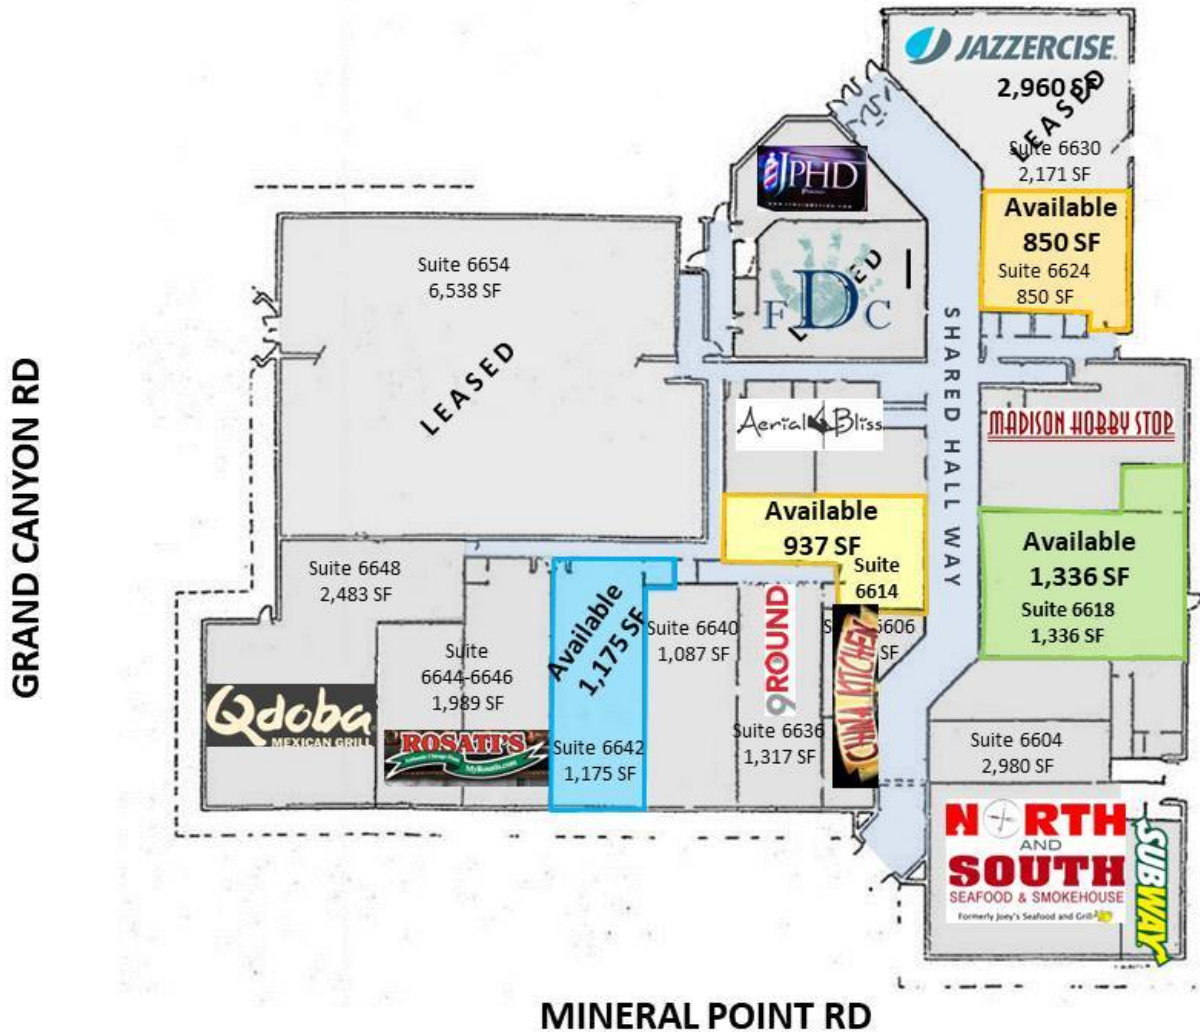 JAZZERCISE
2,960 SF
LEASED
Suite 6630
2,171 SF
JPHD
Available
850 SF
Suite 6624
850 SF
Suite 6654
6,538 SF
LEASED
FDC
SHARED HALL WAY
GRAND CANYON RD
Aerial Bliss
MADISON HOBBY STOP
Available
937 SF
Suite
6614
Available
1,336 SF
Suite 6618
1,336 SF
Suite 6648
2,483 SF
Available
1,175 SF
Suite 6642
1,175 SF
Suite 6640
1,087 SF
9ROUND
Suite 6636
1,317 SF
6606
SF
CHINA KITCHEN
Suite
6644-6646
1,989 SF
Qdoba
MEXICAN GRILL
ROSATI'S
MyRosatis.com
Suite 6604
2,980 SF
NORTH
AND
SOUTH
SEAFOOD & SMOKEHOUSE
Formerly Joey's Seafood and Grill
SUBWAY
MINERAL POINT RD